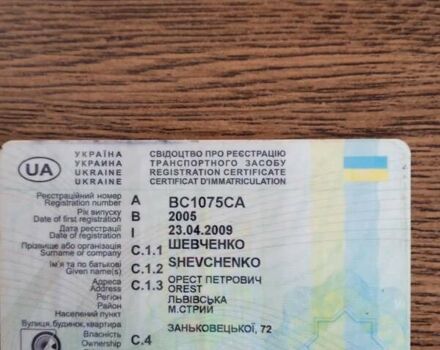 УКРАЇНА СВІДОЦТВО ПРО РЕЄСТРАЦІЮ
УКРАИНА ТРАНСПОРТНОГО ЗАСОБУ
UA UKRAINE REGISTRATION CERTIFICATE
UKRAINE CERTIFICAT D'IMMATRICULATION
Реєстраційний номер A BC1075CA
Registration number
Рік випуску B 2005
Date of first registration
Дата реєстрації I 23.04.2009
Date of registration
Прізвище або організація C.1.1 ШЕВЧЕНКО
Surname or company
SHEVCHENKO
Ім'я та по батькові C.1.2
Given name(s)
ОРЕСТ ПЕТРОВИЧ
Адреса C.1.3 OREST
Address
Регіон ЛЬВІВСЬКА
Район М.СТРИЙ
Населений пункт
Вулиця, будинок, квартира ЗАНЬКОВЕЦЬКОЇ, 72
Власність C.4
Ownership